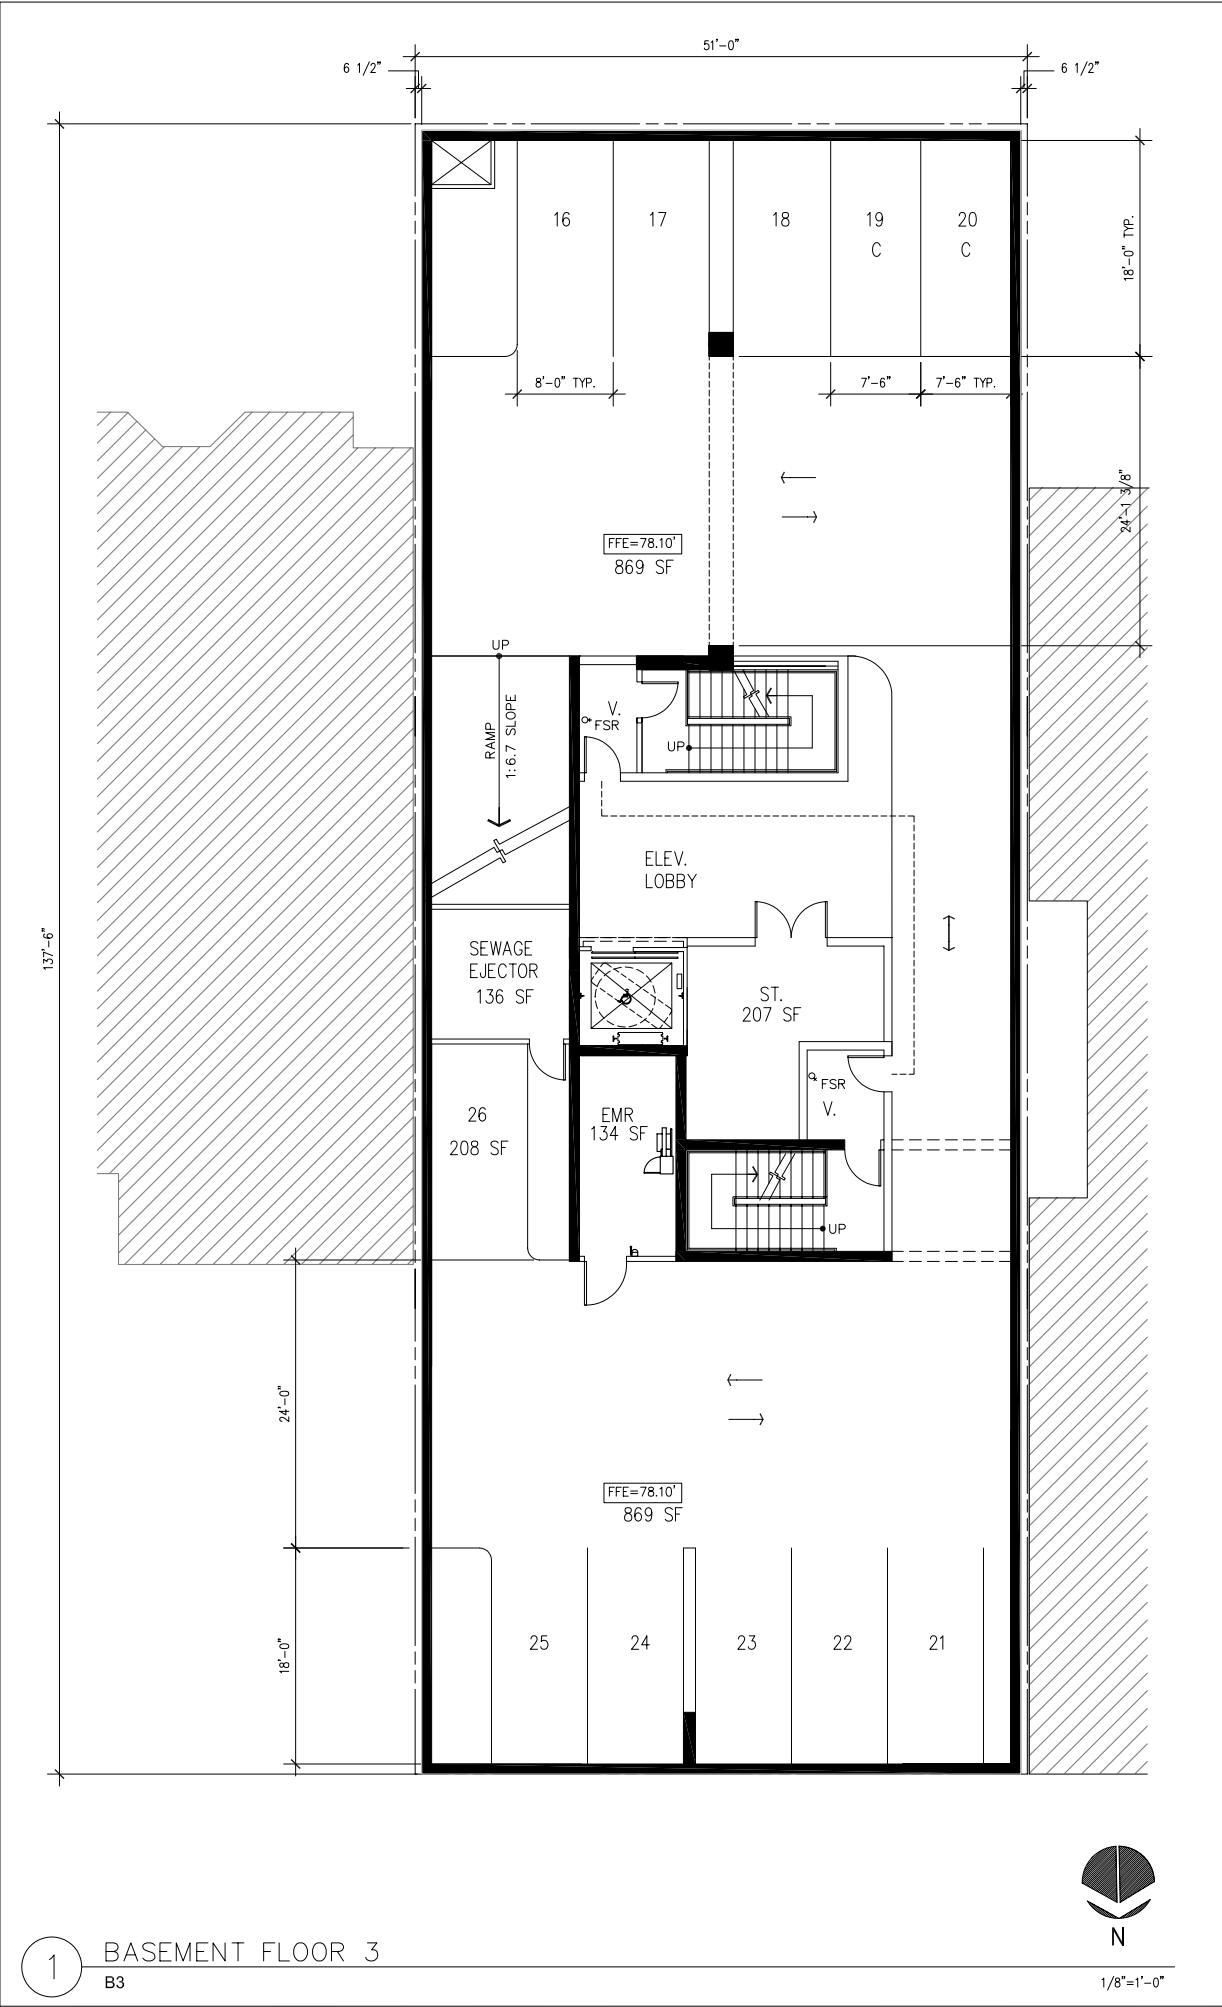 51'-0"
6 1/2"
6 1/2"
16
17
18
19
C
20
C
18'-0" TYP.
8'-0" TYP.
7'-6"
7'-6" TYP.
24'-1 3/8"
FFE=78.10'
869 SF
UP
RAMP
1:6.7 SLOPE
V.
FSR
UP
ELEV.
LOBBY
137'-6"
SEWAGE
EJECTOR
136 SF
ST.
207 SF
FSR
V.
26
208 SF
EMR
134 SF
UP
24'-0"
FFE=78.10'
869 SF
18'-0"
25
24
23
22
21
N
1
BASEMENT FLOOR 3
B3
1/8"=1'-0"